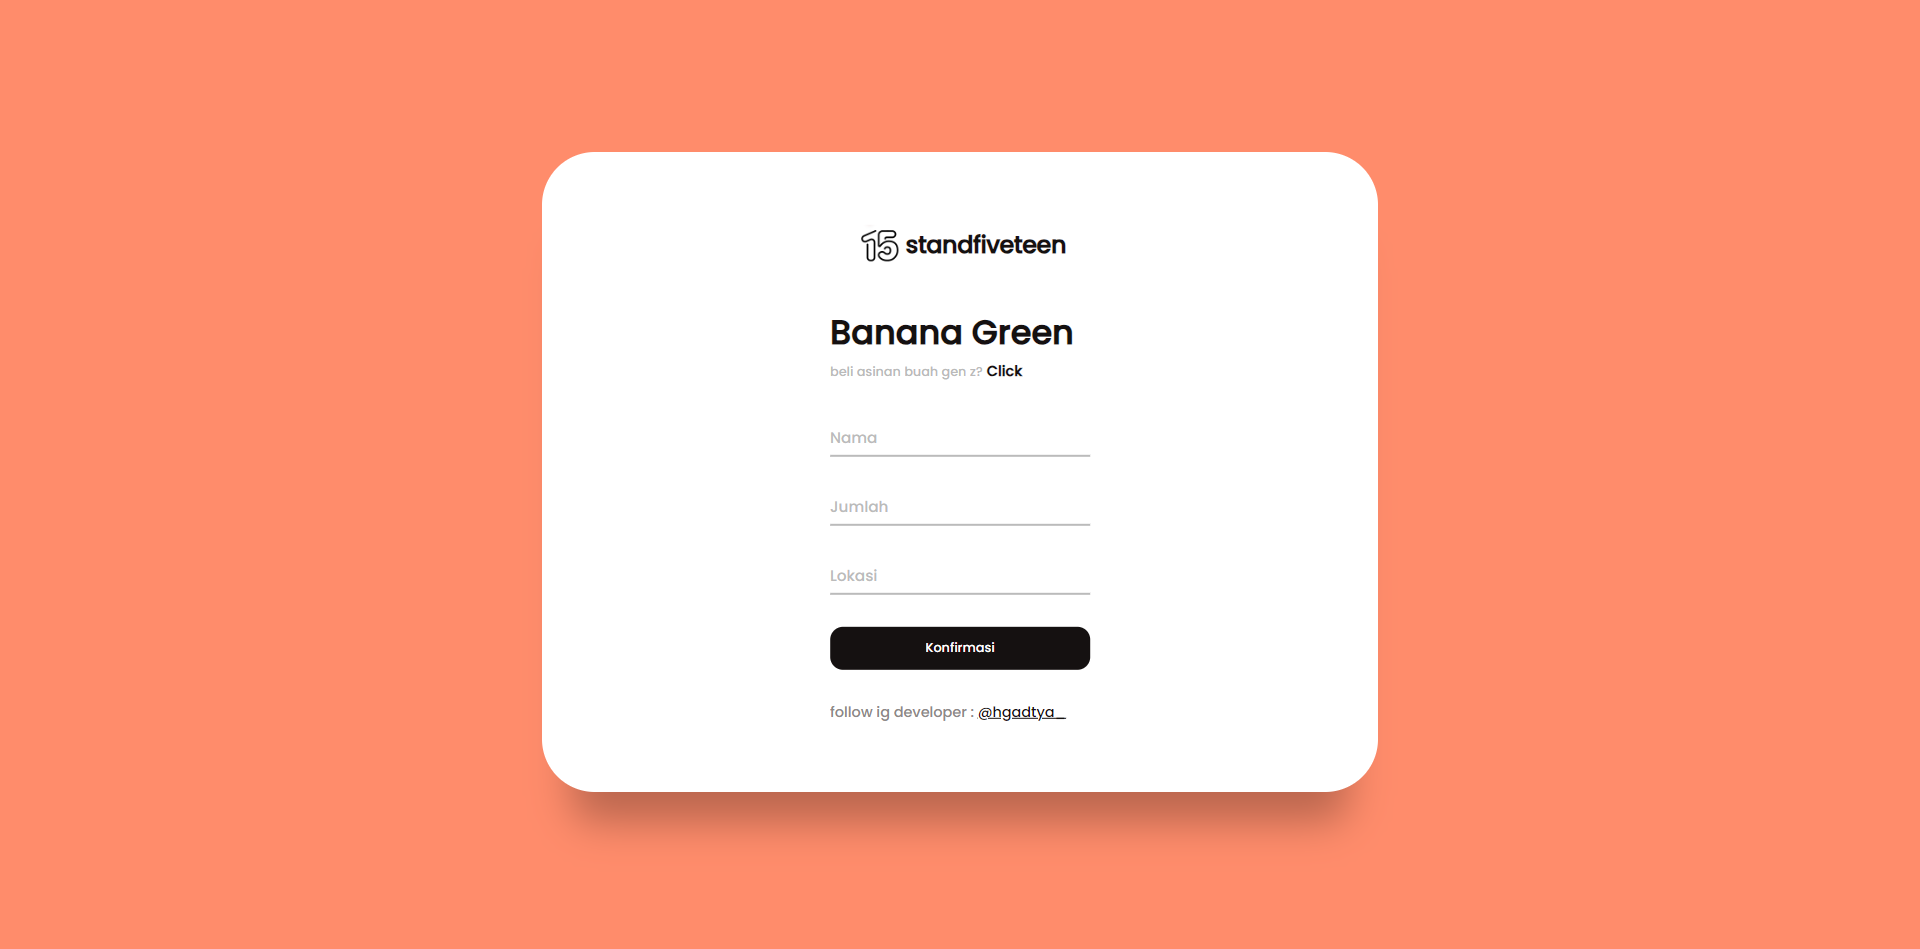 15 standfiveteen
Banana Green
beli asinan buah gen z? Click
Nama
Jumlah
Lokasi
Konfirmasi
follow ig developer : @hgadtya_